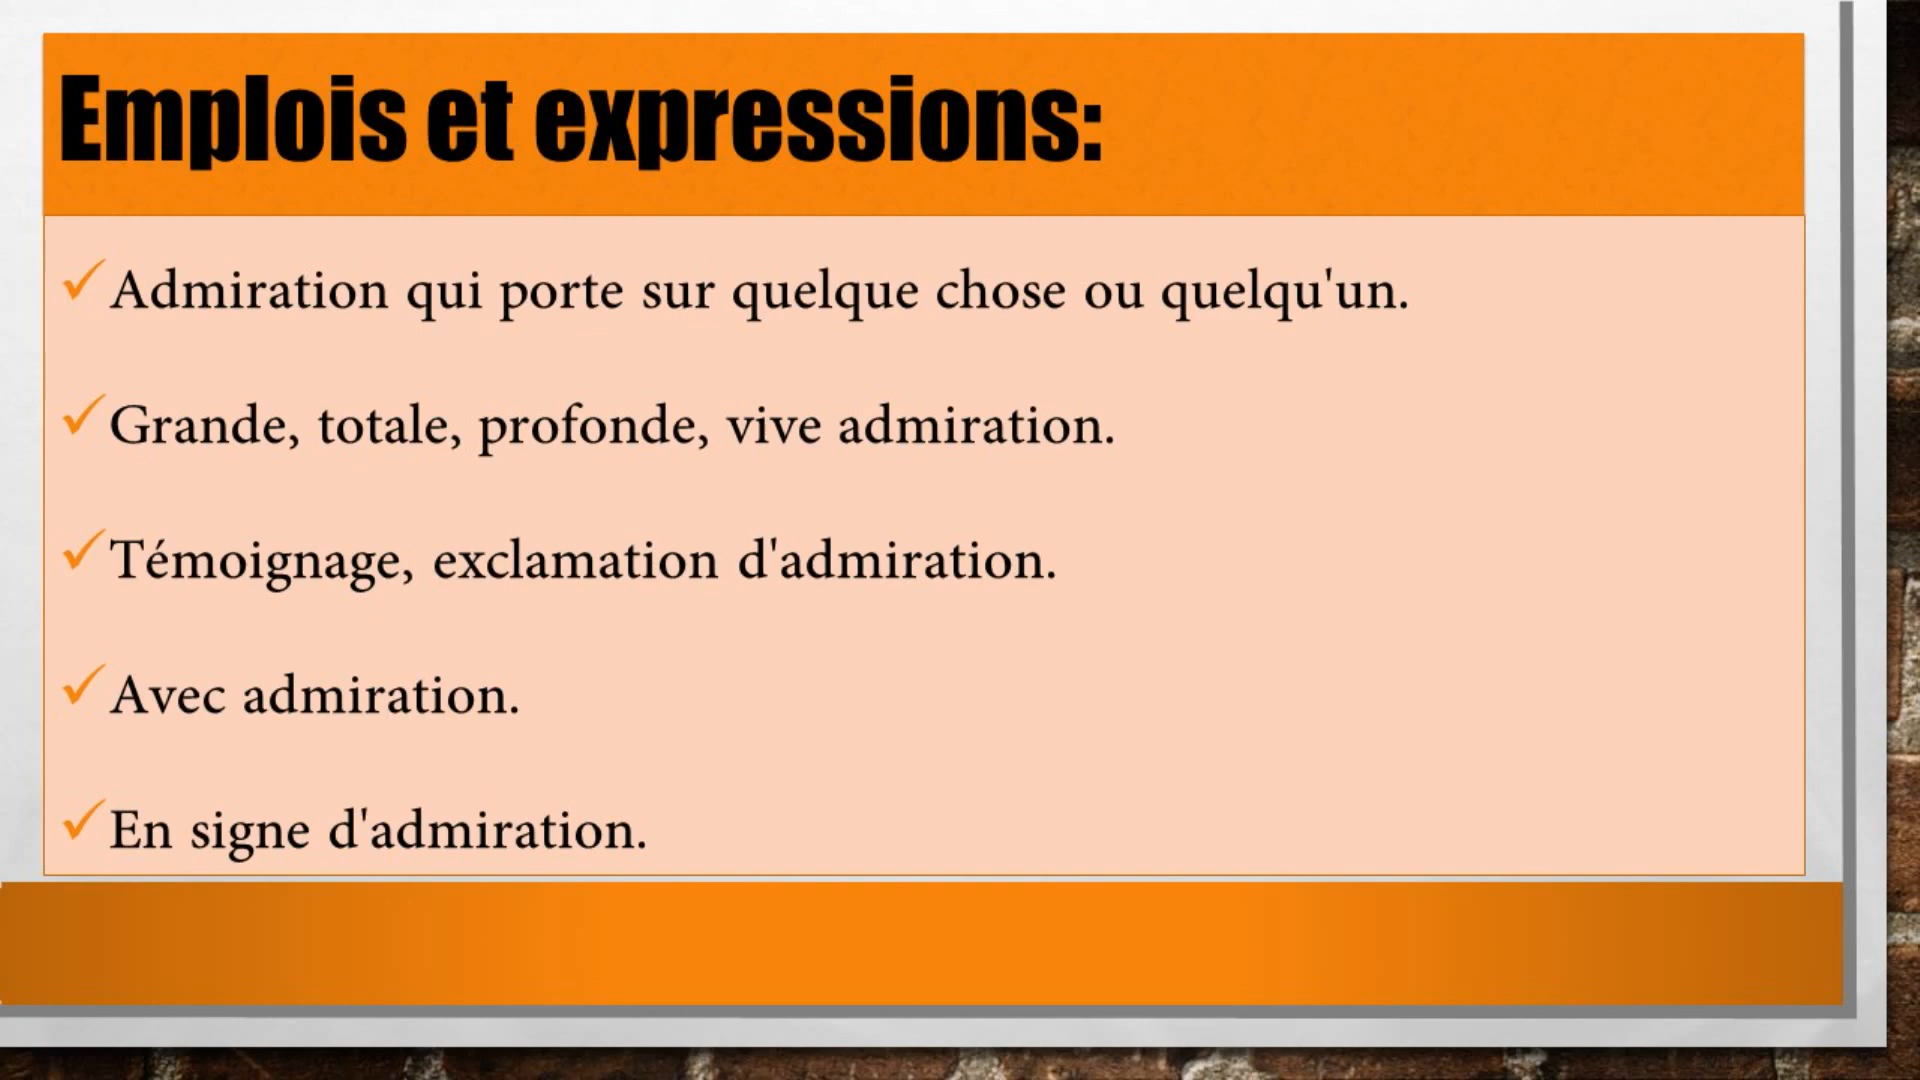 Emplois et expressions:
Admiration qui porte sur quelque chose ou quelqu'un.
Grande, totale, profonde, vive admiration.
Témoignage, exclamation d'admiration.
Avec admiration.
En signe d'admiration.